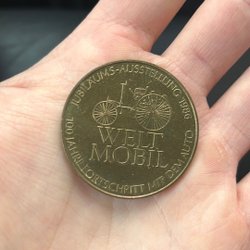 JUBILÄUMS-AUSSTELLUNG 1986
WELT
MOBIL
100 JAHRE FORTSCHRITT MIT DEM AUTO